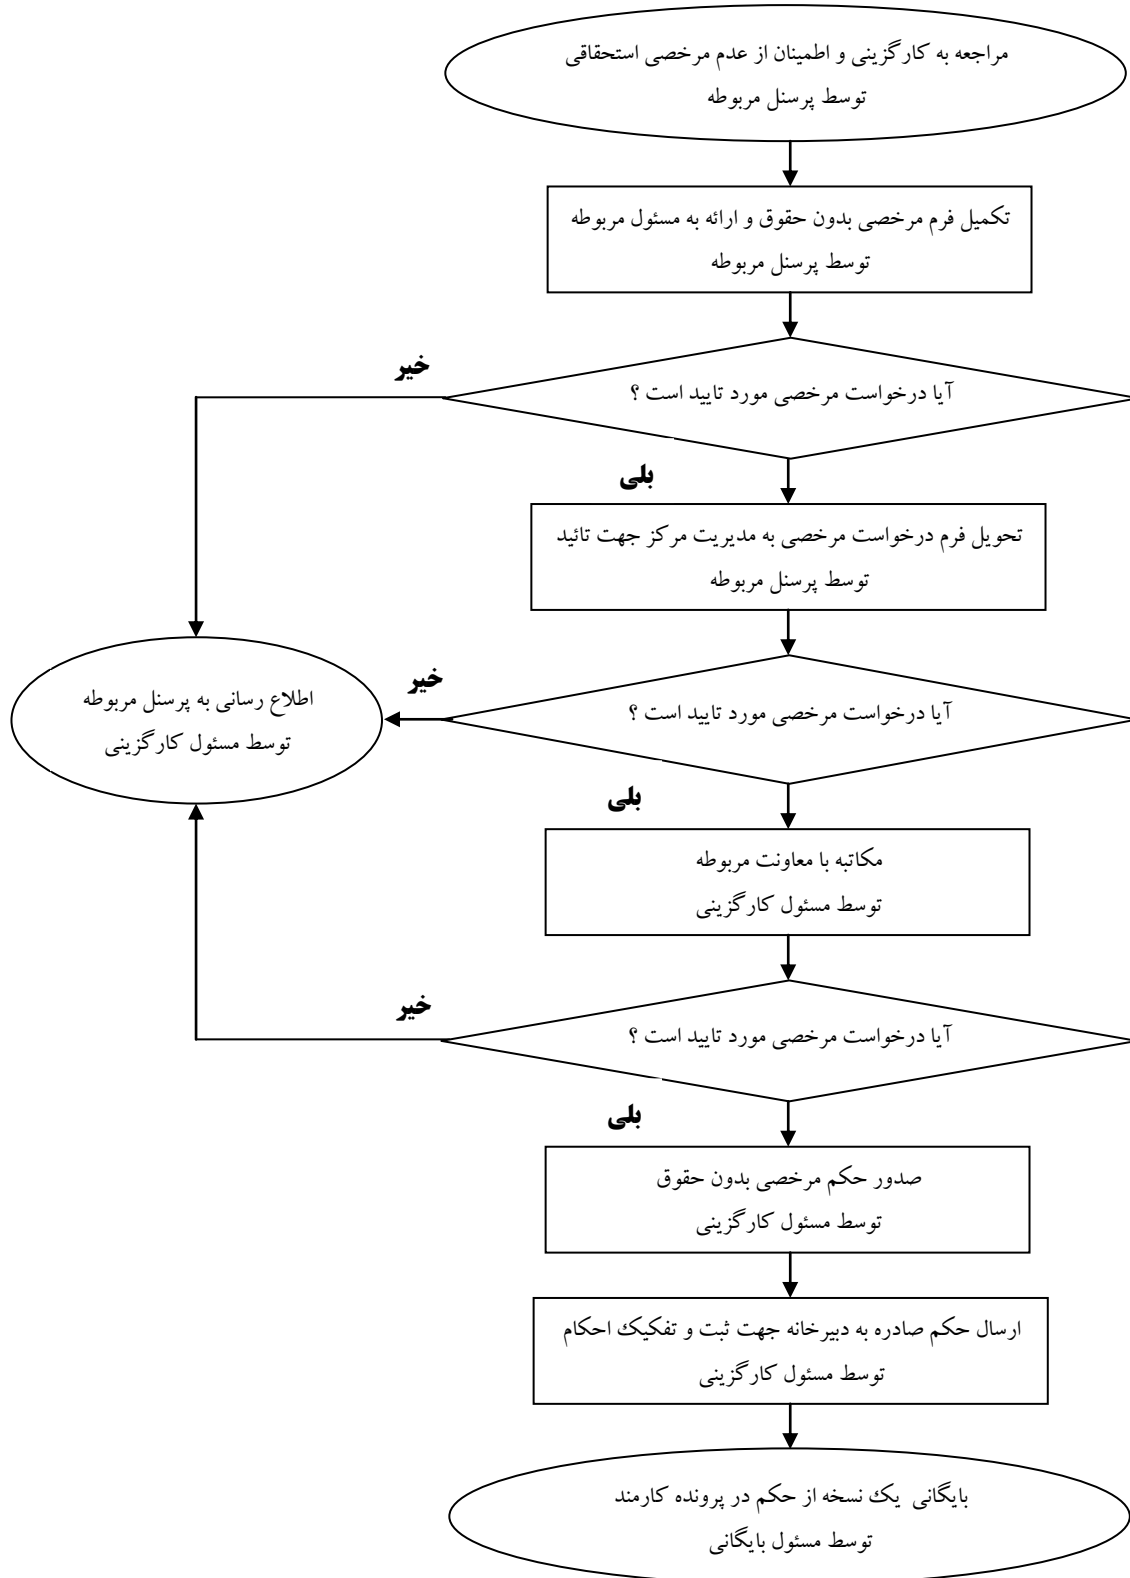 مراجعه به کارگزینی و اطمینان از عدم مرخصی استحقاقی
توسط پرسنل مربوطه
تکمیل فرم مرخصی بدون حقوق و ارائه به مسئول مربوطه
توسط پرسنل مربوطه
خیر
آیا درخواست مرخصی مورد تایید است ؟
بلی
تحویل فرم درخواست مرخصی به مدیریت مرکز جهت تائید
توسط پرسنل مربوطه
خیر
آیا درخواست مرخصی مورد تایید است ؟
اطلاع رسانی به پرسنل مربوطه
توسط مسئول کارگزینی
بلی
مکاتبه با معاونت مربوطه
توسط مسئول کارگزینی
خیر
آیا درخواست مرخصی مورد تایید است ؟
بلی
صدور حکم مرخصی بدون حقوق
توسط مسئول کارگزینی
ارسال حکم صادره به دبیرخانه جهت ثبت و تفکیک احکام
توسط مسئول کارگزینی
بایگانی یک نسخه از حکم در پرونده کارمند
توسط مسئول بایگانی